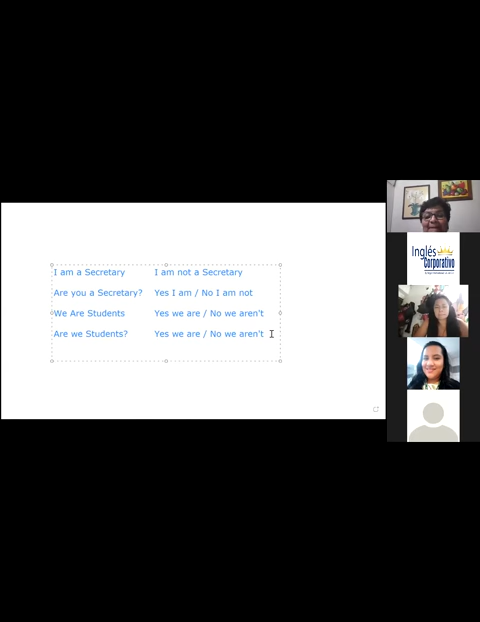 I am a Secretary I am not a Secretary
Are you a Secretary? Yes I am / No I am not
We Are Students Yes we are / No we aren't
Are we Students? Yes we are / No we aren't
Inglés
Corporativo